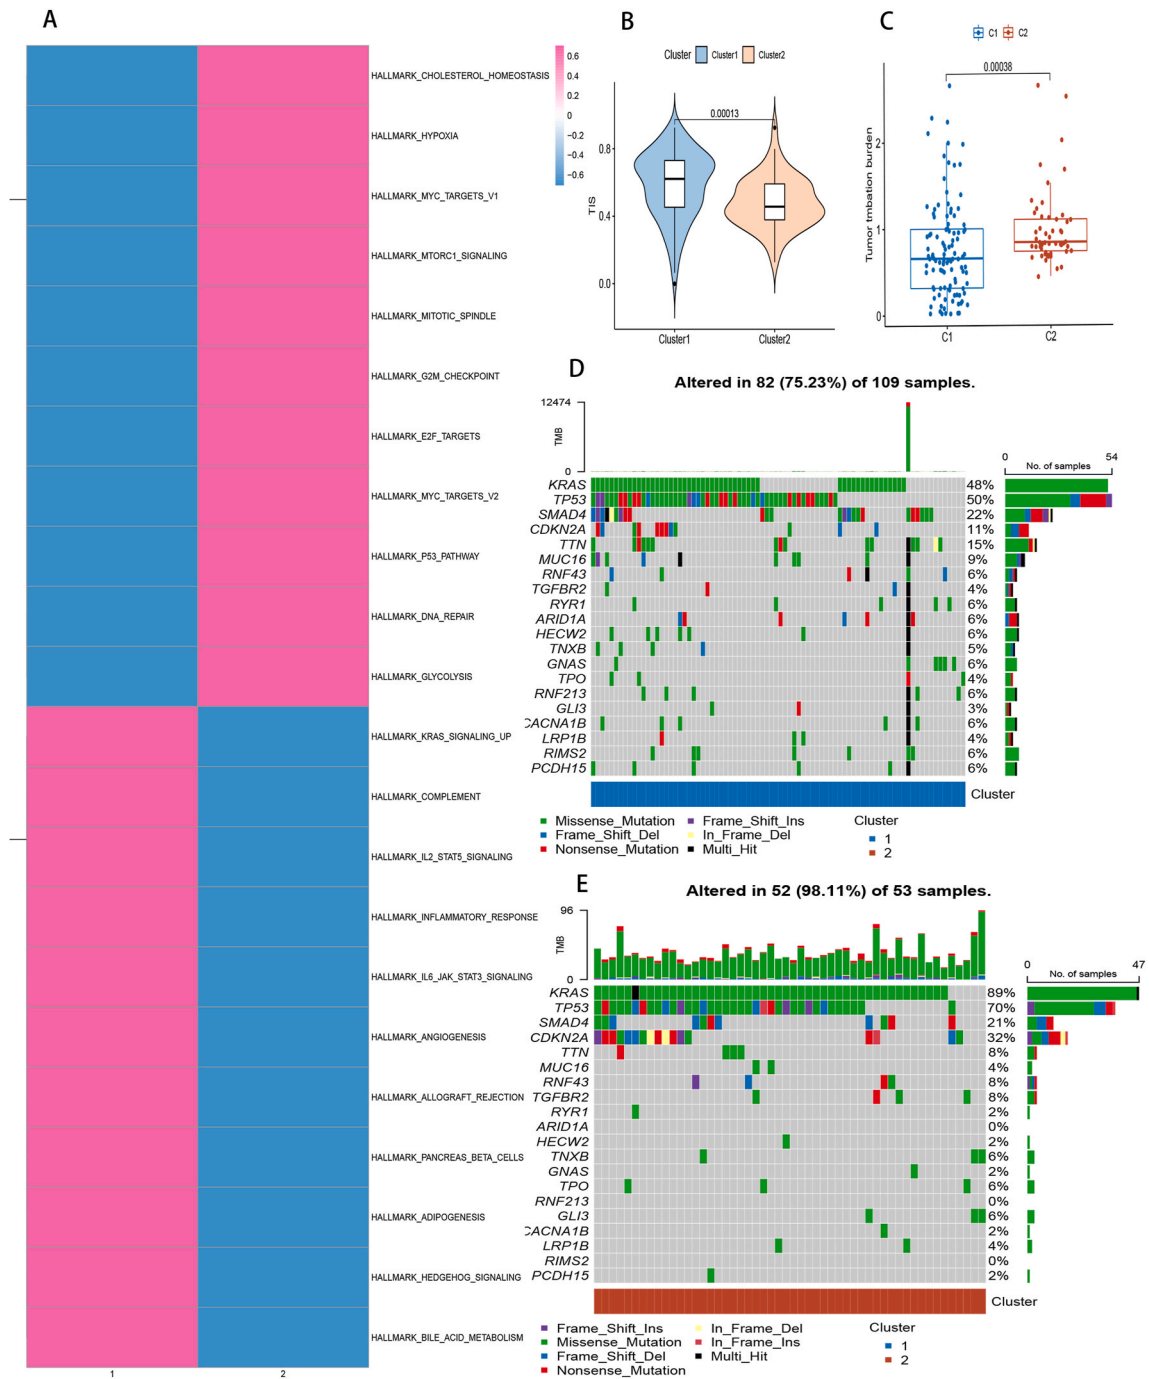 A
HALLMARK_CHOLESTEROL_HOMEOSTASIS
HALLMARK_HYPOXIA
HALLMARK_MYC_TARGETS_V1
HALLMARK_MTORC1_SIGNALING
HALLMARK_MITOTIC_SPINDLE
HALLMARK_G2M_CHECKPOINT
HALLMARK_E2F_TARGETS
HALLMARK_MYC_TARGETS_V2
HALLMARK_P53_PATHWAY
HALLMARK_DNA_REPAIR
HALLMARK_GLYCOLYSIS
HALLMARK_KRAS_SIGNALING_UP
HALLMARK_COMPLEMENT
HALLMARK_IL2_STAT5_SIGNALING
HALLMARK_INFLAMMATORY_RESPONSE
HALLMARK_IL6_JAK_STAT3_SIGNALING
HALLMARK_ANGIOGENESIS
HALLMARK_ALLOGRAFT_REJECTION
HALLMARK_PANCREAS_BETA_CELLS
HALLMARK_ADIPOGENESIS
HALLMARK_HEDGEHOG_SIGNALING
HALLMARK_BILE_ACID_METABOLISM
1 2
0.6
0.4
0.2
0
−0.2
−0.4
−0.6
B
Cluster Cluster1 Cluster2
0.00013
TIS
0.8
0.4
0.0
Cluster1 Cluster2
C
C1 C2
0.00038
Tumor tmbation burden
2
1
0
C1 C2
D
Altered in 82 (75.23%) of 109 samples.
12474
TMB
0
0 54
No. of samples
KRAS 48%
TP53 50%
SMAD4 22%
CDKN2A 11%
TTN 15%
MUC16 9%
RNF43 6%
TGFBR2 4%
RYR1 6%
ARID1A 6%
HECW2 6%
TNXB 5%
GNAS 6%
TPO 4%
RNF213 6%
GLI3 3%
CACNA1B 6%
LRP1B 4%
RIMS2 6%
PCDH15 6%
Cluster
Missense_Mutation Frame_Shift_Ins
Frame_Shift_Del In_Frame_Del
Nonsense_Mutation Multi_Hit
Cluster
1
2
E
Altered in 52 (98.11%) of 53 samples.
96
TMB
0
0 47
No. of samples
KRAS 89%
TP53 70%
SMAD4 21%
CDKN2A 32%
TTN 8%
MUC16 4%
RNF43 8%
TGFBR2 8%
RYR1 2%
ARID1A 0%
HECW2 2%
TNXB 6%
GNAS 2%
TPO 6%
RNF213 0%
GLI3 6%
CACNA1B 2%
LRP1B 4%
RIMS2 0%
PCDH15 2%
Cluster
Frame_Shift_Ins In_Frame_Del
Missense_Mutation In_Frame_Ins
Frame_Shift_Del Multi_Hit
Nonsense_Mutation
Cluster
1
2